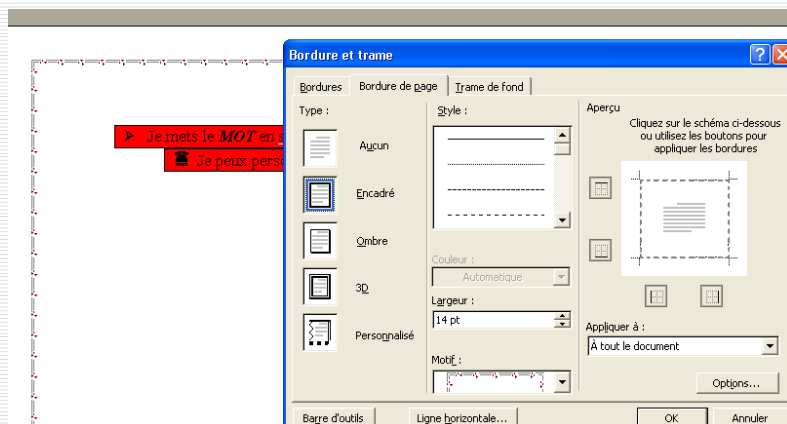 Bordure et trame
Bordures Bordure de page Trame de fond
Type :
Aucun
Encadré
Ombre
3D
Personnalisé
Style :
Couleur :
Automatique
Largeur :
14 pt
Motif :
Aperçu
Cliquez sur le schéma ci-dessous
ou utilisez les boutons pour
appliquer les bordures
Appliquer à :
À tout le document
Options...
Barre d'outils Ligne horizontale... OK Annuler
Je mets le MOT en s
Je peux perso